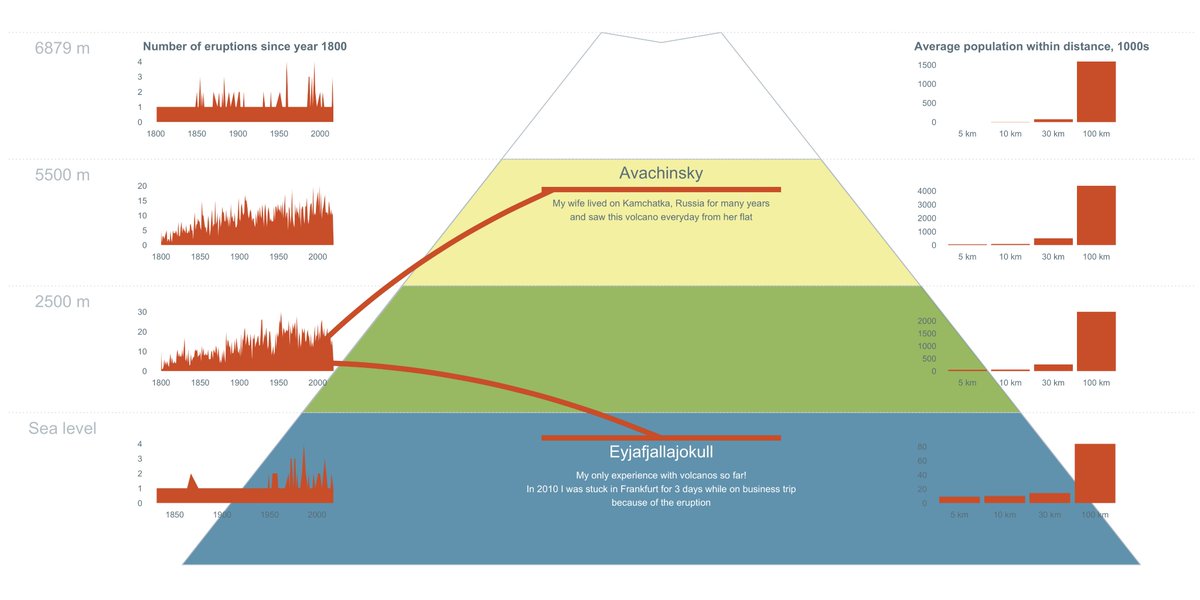 6879 m
Number of eruptions since year 1800
4
3
2
1
0
1800 1850 1900 1950 2000
Average population within distance, 1000s
1500
1000
500
0
5 km 10 km 30 km 100 km
5500 m
20
15
10
5
0
1800 1850 1900 1950 2000
Avachinsky
My wife lived on Kamchatka, Russia for many years
and saw this volcano everyday from her flat
4000
3000
2000
1000
0
5 km 10 km 30 km 100 km
2500 m
30
20
10
0
1800 1850 1900 1950 2000
2000
1500
1000
500
0
5 km 10 km 30 km 100 km
Sea level
4
3
2
1
0
1850 1900 1950 2000
Eyjafjallajokull
My only experience with volcanos so far!
In 2010 I was stuck in Frankfurt for 3 days while on business trip
because of the eruption
80
60
40
20
0
5 km 10 km 30 km 100 km